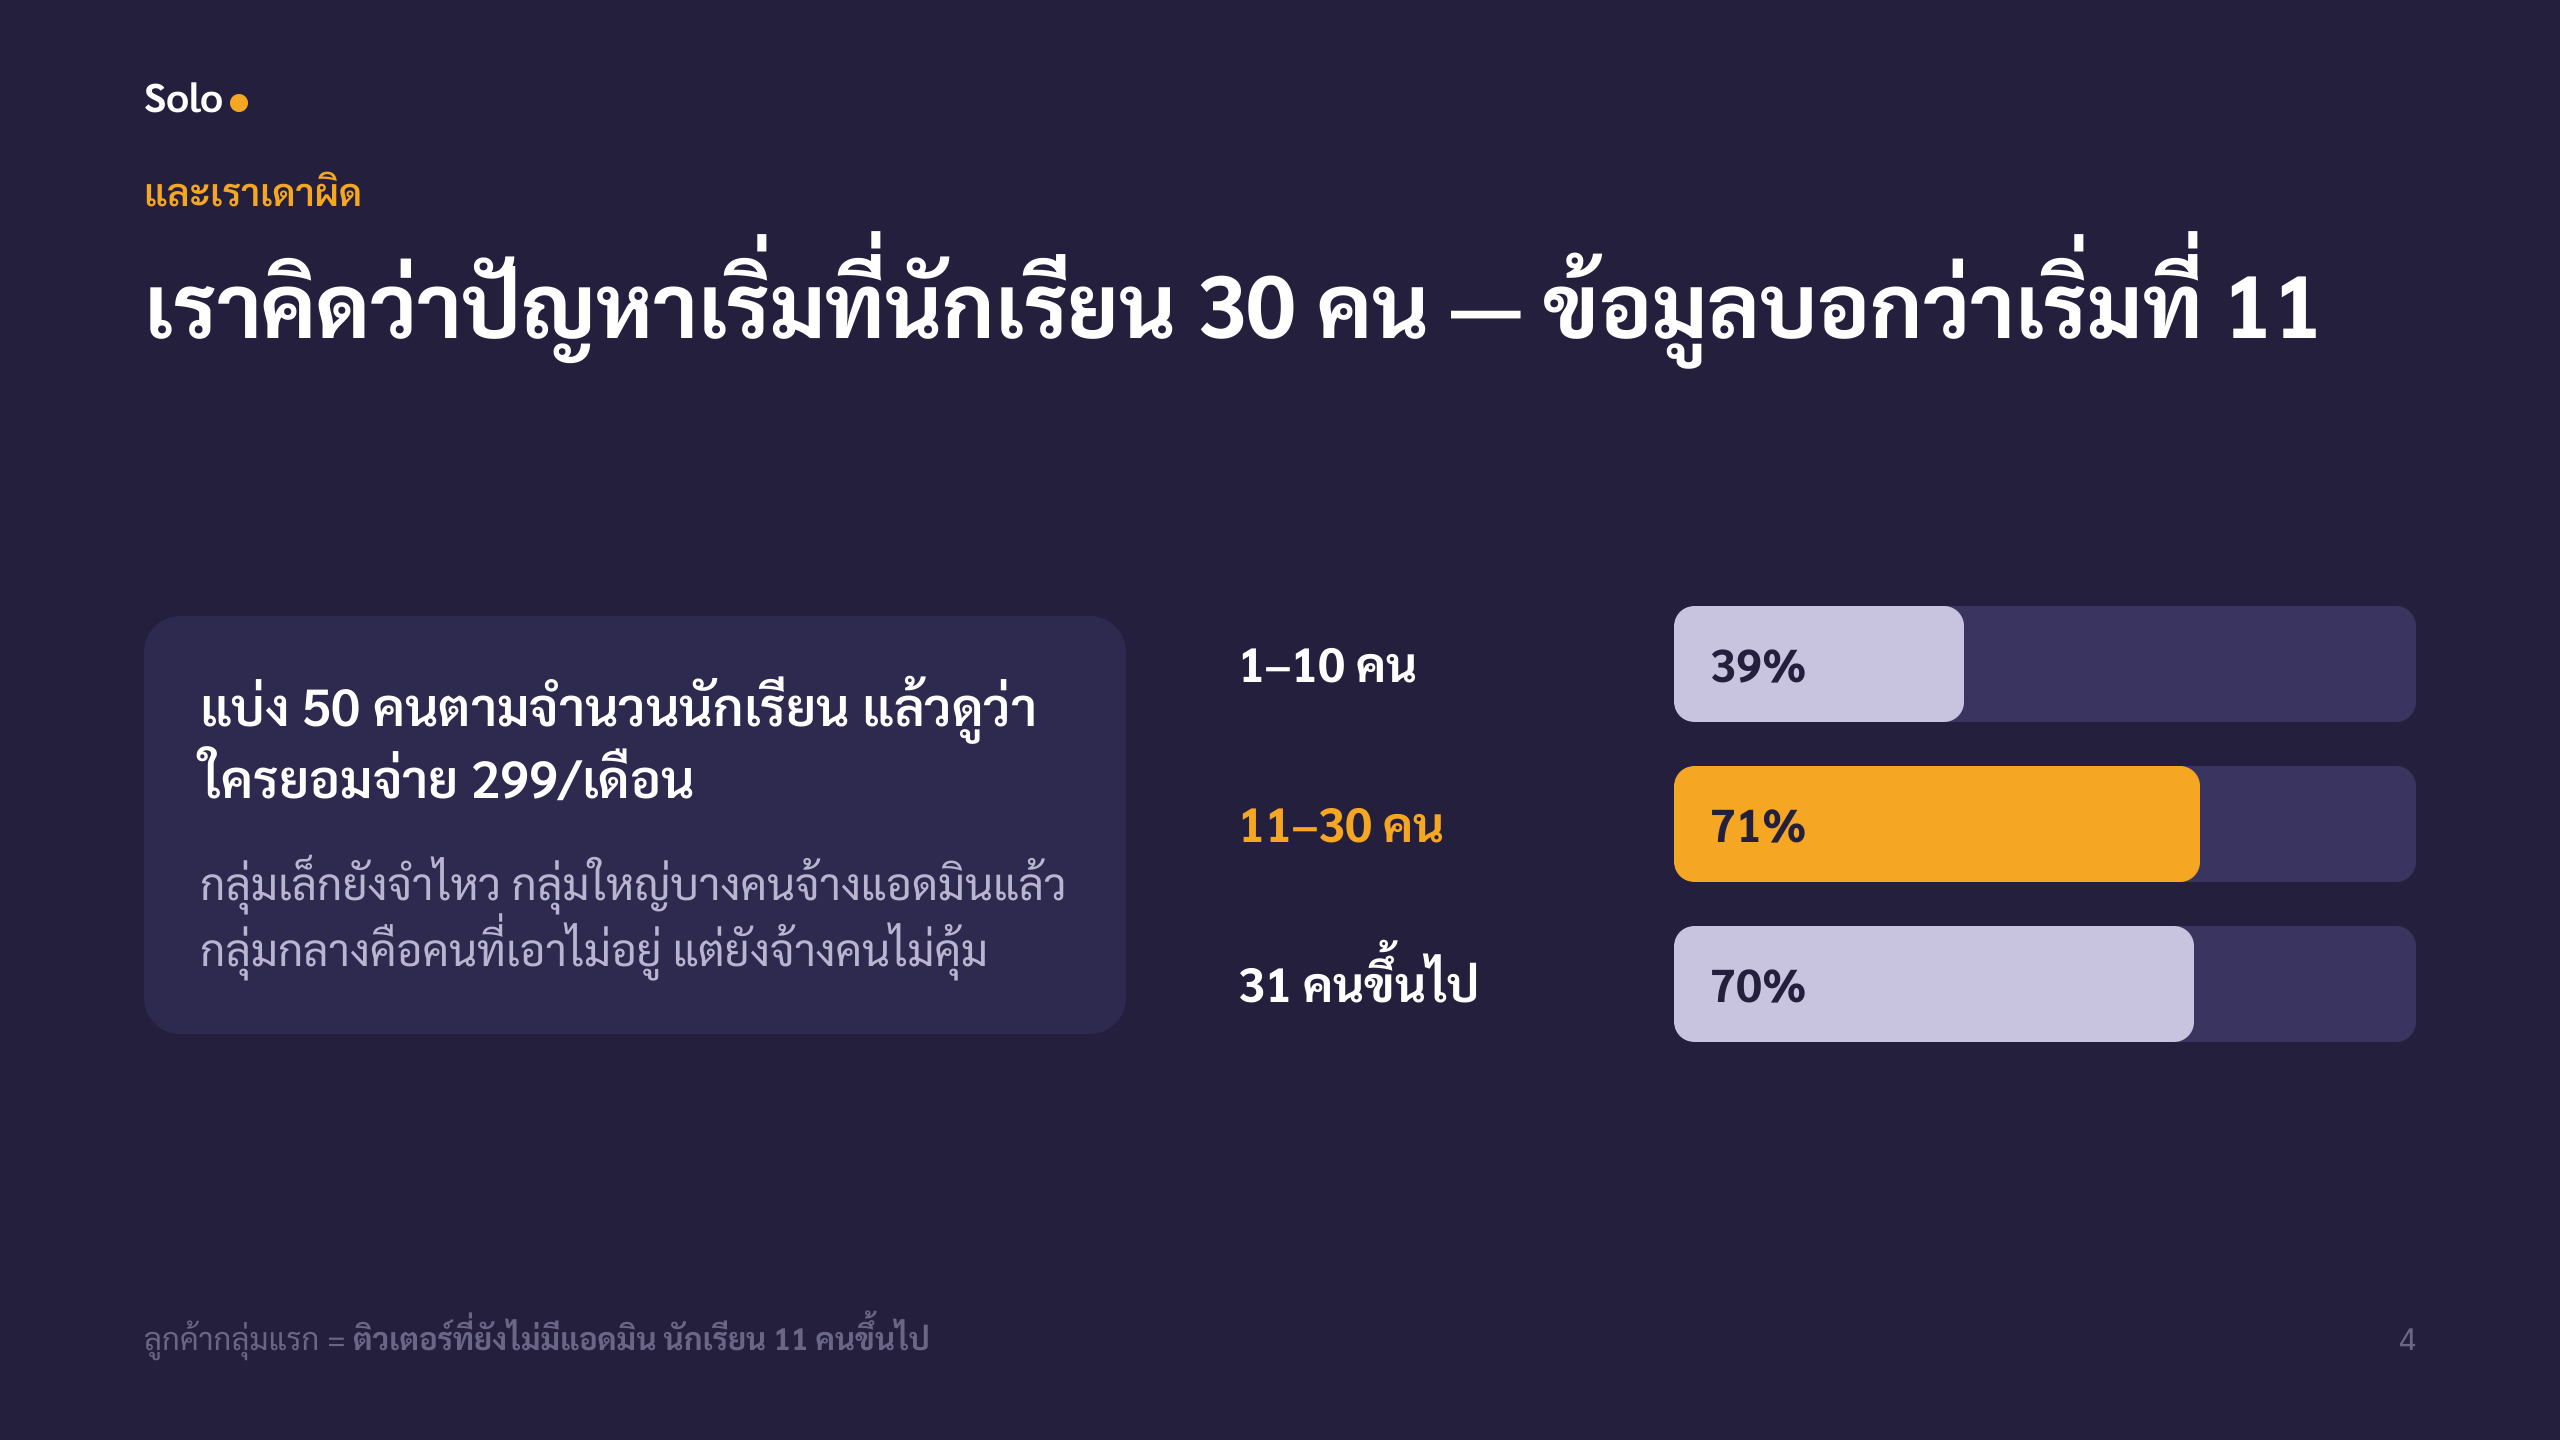 Solo
และเราเดาผิด
เราคิดว่าปัญหาเริ่มที่นักเรียน 30 คน — ข้อมูลบอกว่าเริ่มที่ 11
แบ่ง 50 คนตามจำนวนนักเรียน แล้วดูว่า
ใครยอมจ่าย 299/เดือน
กลุ่มเล็กยังจำไหว กลุ่มใหญ่บางคนจ้างแอดมินแล้ว
กลุ่มกลางคือคนที่เอาไม่อยู่ แต่ยังจ้างคนไม่คุ้ม
1–10 คน
39%
11–30 คน
71%
31 คนขึ้นไป
70%
ลูกค้ากลุ่มแรก = ติวเตอร์ที่ยังไม่มีแอดมิน นักเรียน 11 คนขึ้นไป
4